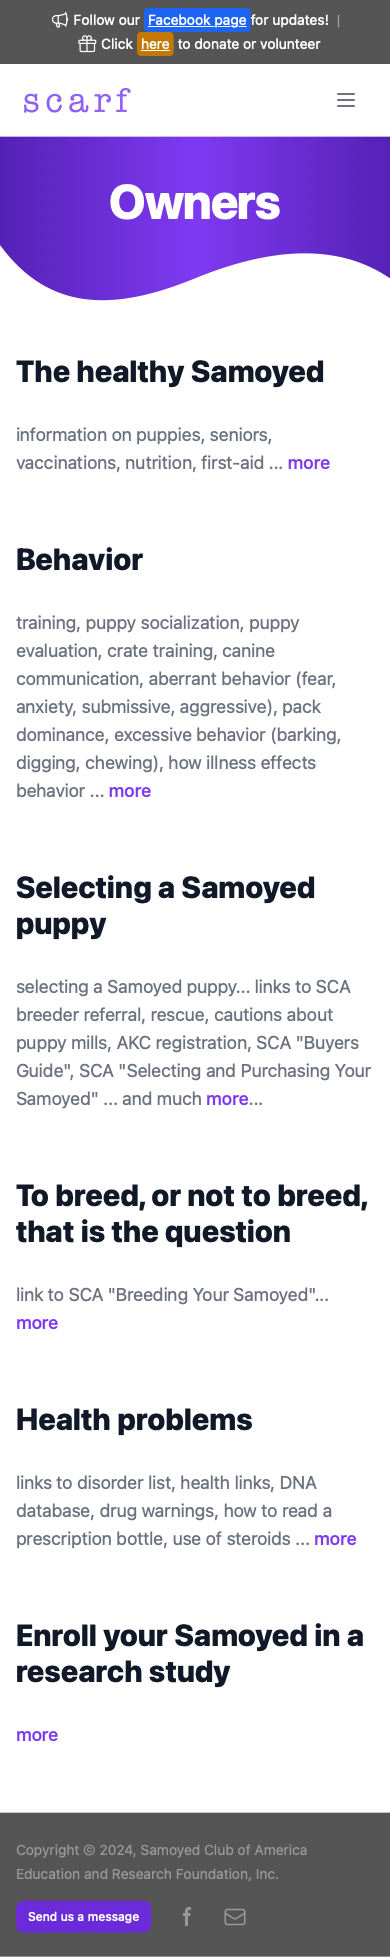 Follow our Facebook page for updates! |
Click here to donate or volunteer
scarf
Owners
The healthy Samoyed
information on puppies, seniors,
vaccinations, nutrition, first-aid ... more
Behavior
training, puppy socialization, puppy
evaluation, crate training, canine
communication, aberrant behavior (fear,
anxiety, submissive, aggressive), pack
dominance, excessive behavior (barking,
digging, chewing), how illness effects
behavior ... more
Selecting a Samoyed
puppy
selecting a Samoyed puppy... links to SCA
breeder referral, rescue, cautions about
puppy mills, AKC registration, SCA "Buyers
Guide", SCA "Selecting and Purchasing Your
Samoyed" ... and much more...
To breed, or not to breed,
that is the question
link to SCA "Breeding Your Samoyed"...
more
Health problems
links to disorder list, health links, DNA
database, drug warnings, how to read a
prescription bottle, use of steroids ... more
Enroll your Samoyed in a
research study
more
Copyright © 2024, Samoyed Club of America
Education and Research Foundation, Inc.
Send us a message